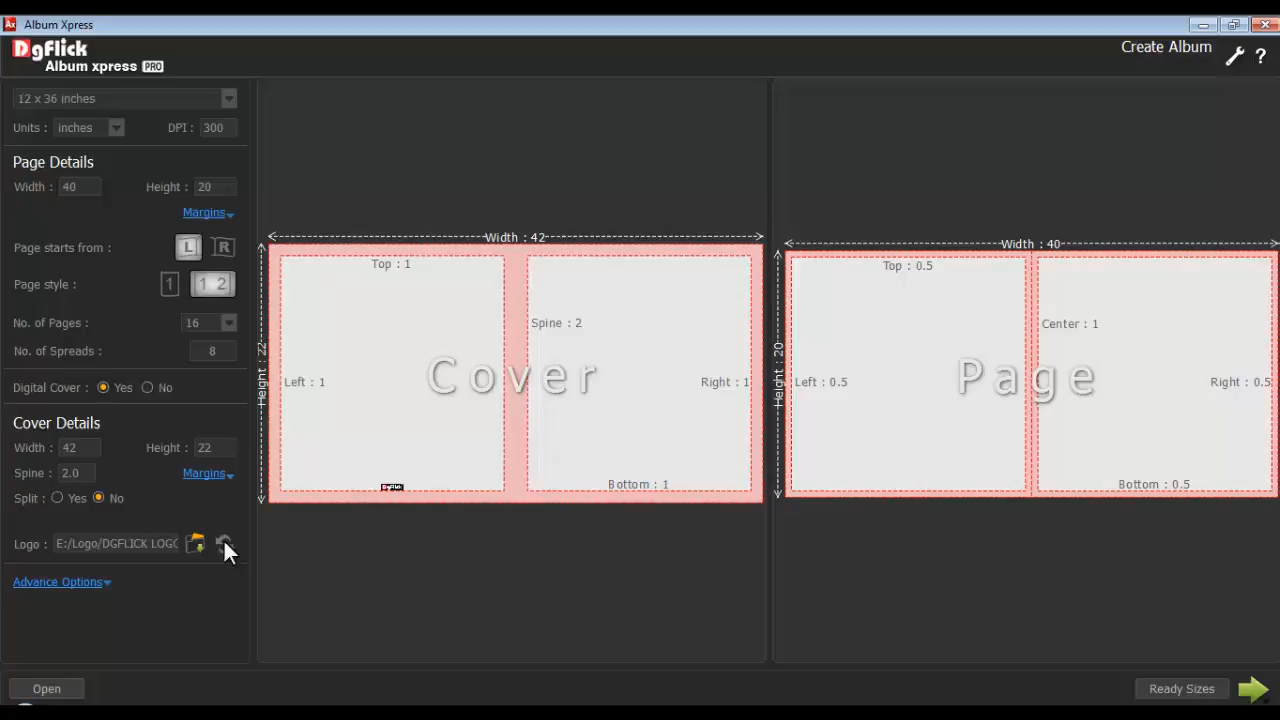 Ax Album Xpress
DgFlick
Album xpress PRO
Create Album
?
12 x 36 inches
Units : inches
DPI : 300
Page Details
Width : 40
Height : 20
Margins
Page starts from : L R
Page style : 1 1 2
No. of Pages : 16
No. of Spreads : 8
Digital Cover : Yes No
Cover Details
Width : 42
Height : 22
Spine : 2.0
Margins
Split : Yes No
Logo : E:/Logo/DGFLICK LOGO
Advance Options
Open
Width : 42
Height : 22
Top : 1
Spine : 2
Cover
Left : 1
Right : 1
DgFlick
Bottom : 1
Width : 40
Height : 20
Top : 0.5
Center : 1
Page
Left : 0.5
Right : 0.5
Bottom : 0.5
Ready Sizes